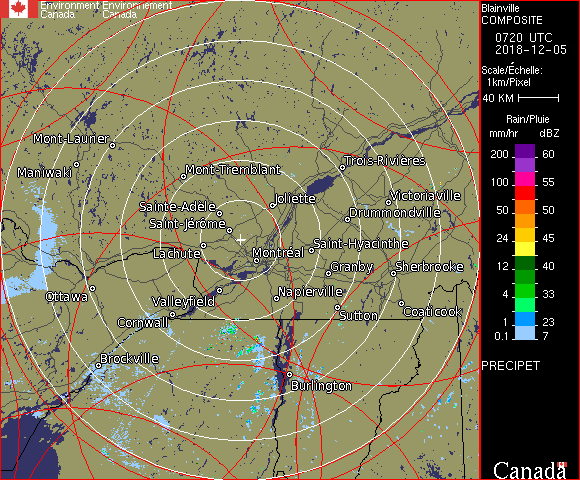 Environment Environnement
Canada Canada
Mont-Laurier
Maniwaki
Mont-Tremblant
Trois-Rivières
Joliette
Victoriaville
Sainte-Adèle
Drummondville
Saint-Jérôme
Saint-Hyacinthe
Lachute
Montréal
Granby
Sherbrooke
Ottawa
Valleyfield
Napierville
Coaticook
Cornwall
Sutton
Brockville
Burlington
Blainville
COMPOSITE
0720 UTC
2018-12-05
Scale/Échelle:
1km/Pixel
40 KM
Rain/Pluie
mm/hr dBZ
200 60
100 55
50 50
24 45
12 40
4 33
1 23
0.1 7
PRECIPET
Canada